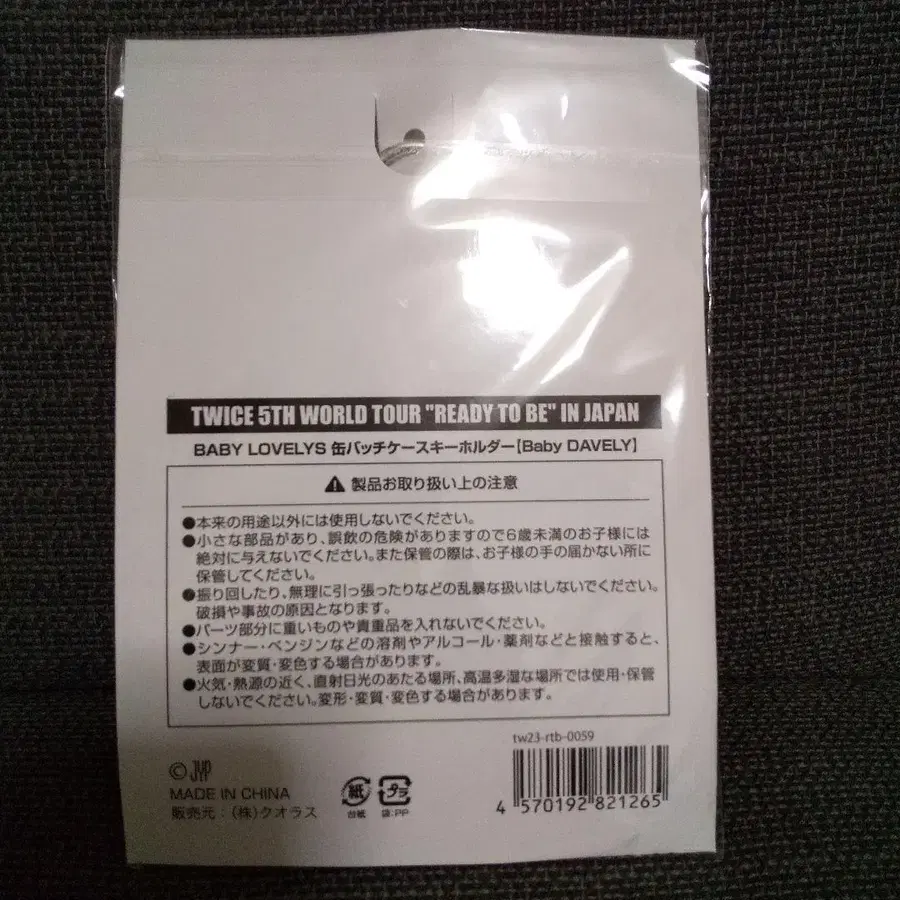 TWICE 5TH WORLD TOUR "READY TO BE" IN JAPAN
BABY LOVELYS 缶バッチケースキーホルダー【Baby DAVELY】
製品お取り扱い上の注意
●本来の用途以外には使用しないでください。
●小さな部品があり、誤飲の危険がありますので6歳未満のお子様には
絶対に与えないでください。また保管の際は、お子様の手の届かない所に
保管してください。
●振り回したり、無理に引っ張ったりなどの乱暴な扱いはしないでください。
破損や事故の原因となります。
●パーツ部分に重いものや貴重品を入れないでください。
●シンナー・ベンジンなどの溶剤やアルコール・薬剤などと接触すると、
表面が変質・変色する場合があります。
●火気・熱源の近く、直射日光のあたる場所、高温多湿な場所では使用・保管
しないでください。変形・変質・変色する場合があります。
tw23-rtb-0059
© JYP
MADE IN CHINA
販売元：(株)クオラス
紙
台紙
プラ
袋:PP
4 570192 821265